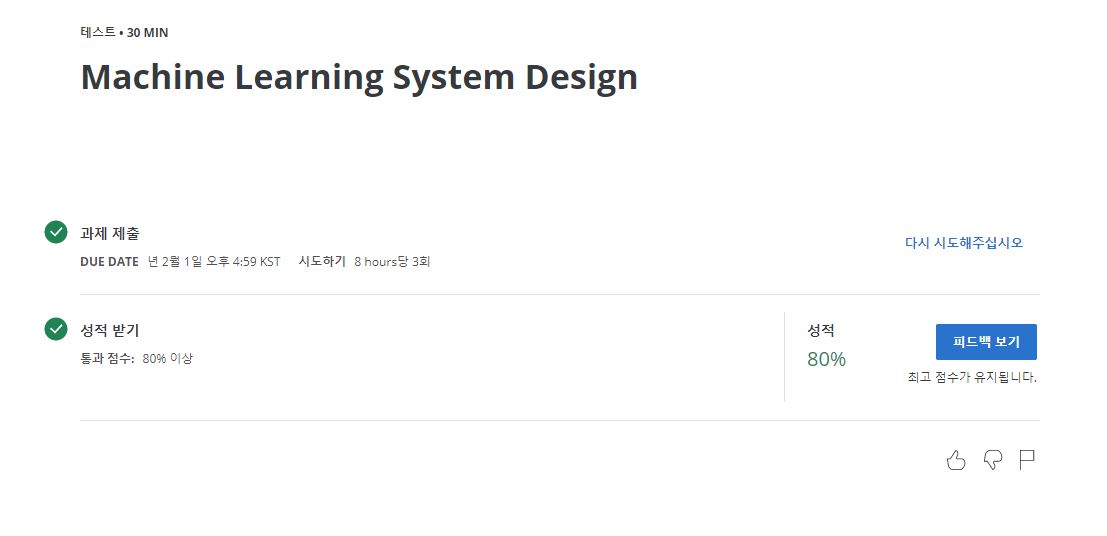 테스트 • 30 MIN
Machine Learning System Design
과제 제출
DUE DATE 년 2월 1일 오후 4:59 KST 시도하기 8 hours당 3회
다시 시도해주십시오
성적 받기
통과 점수: 80% 이상
성적
80%
피드백 보기
최고 점수가 유지됩니다.